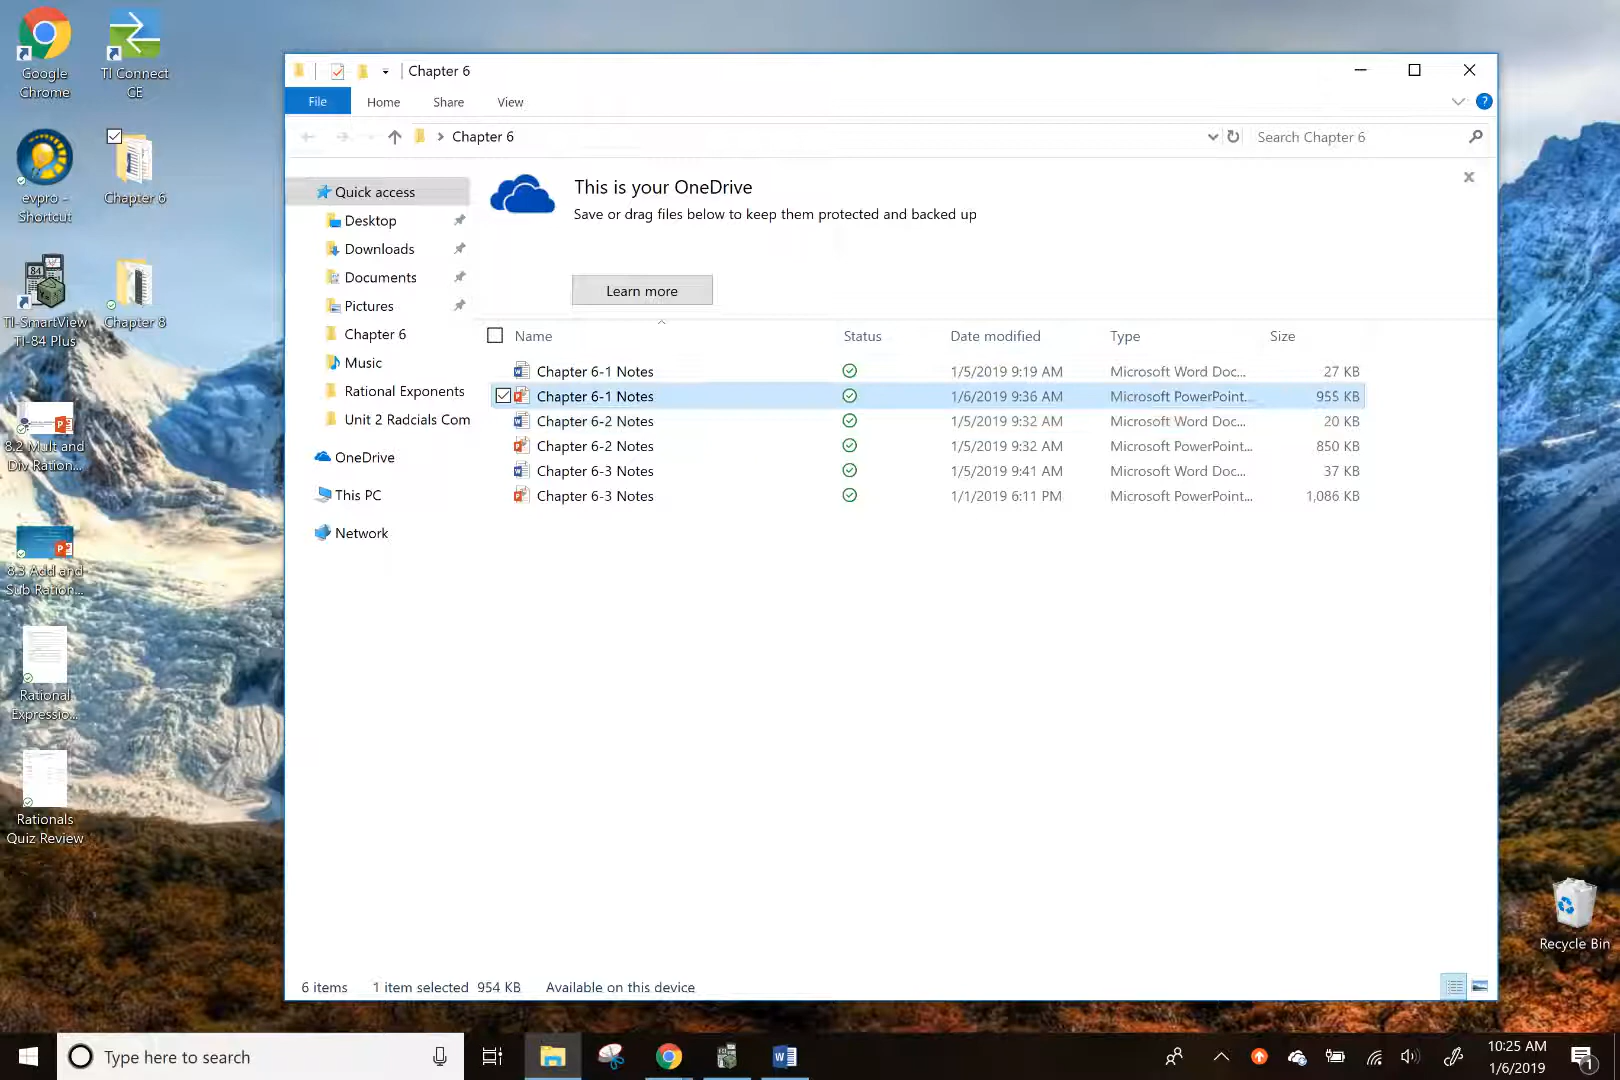 Google
Chrome
TI Connect
CE
evpro -
Shortcut
Chapter 6
TI-SmartView
TI-84 Plus
Chapter 8
8.2 Mult and
Div Ration...
8.3 Add and
Sub Ration...
Rational
Expressio...
Rationals
Quiz Review
Recycle Bin
Chapter 6
File Home Share View
Chapter 6
Search Chapter 6
Quick access
Desktop
Downloads
Documents
Pictures
Chapter 6
Music
Rational Exponents
Unit 2 Radcials Com
OneDrive
This PC
Network
This is your OneDrive
Save or drag files below to keep them protected and backed up
Learn more
Name Status Date modified Type Size
Chapter 6-1 Notes 1/5/2019 9:19 AM Microsoft Word Doc... 27 KB
Chapter 6-1 Notes 1/6/2019 9:36 AM Microsoft PowerPoint... 955 KB
Chapter 6-2 Notes 1/5/2019 9:32 AM Microsoft Word Doc... 20 KB
Chapter 6-2 Notes 1/5/2019 9:32 AM Microsoft PowerPoint... 850 KB
Chapter 6-3 Notes 1/5/2019 9:41 AM Microsoft Word Doc... 37 KB
Chapter 6-3 Notes 1/1/2019 6:11 PM Microsoft PowerPoint... 1,086 KB
6 items 1 item selected 954 KB Available on this device
Type here to search
10:25 AM
1/6/2019
1